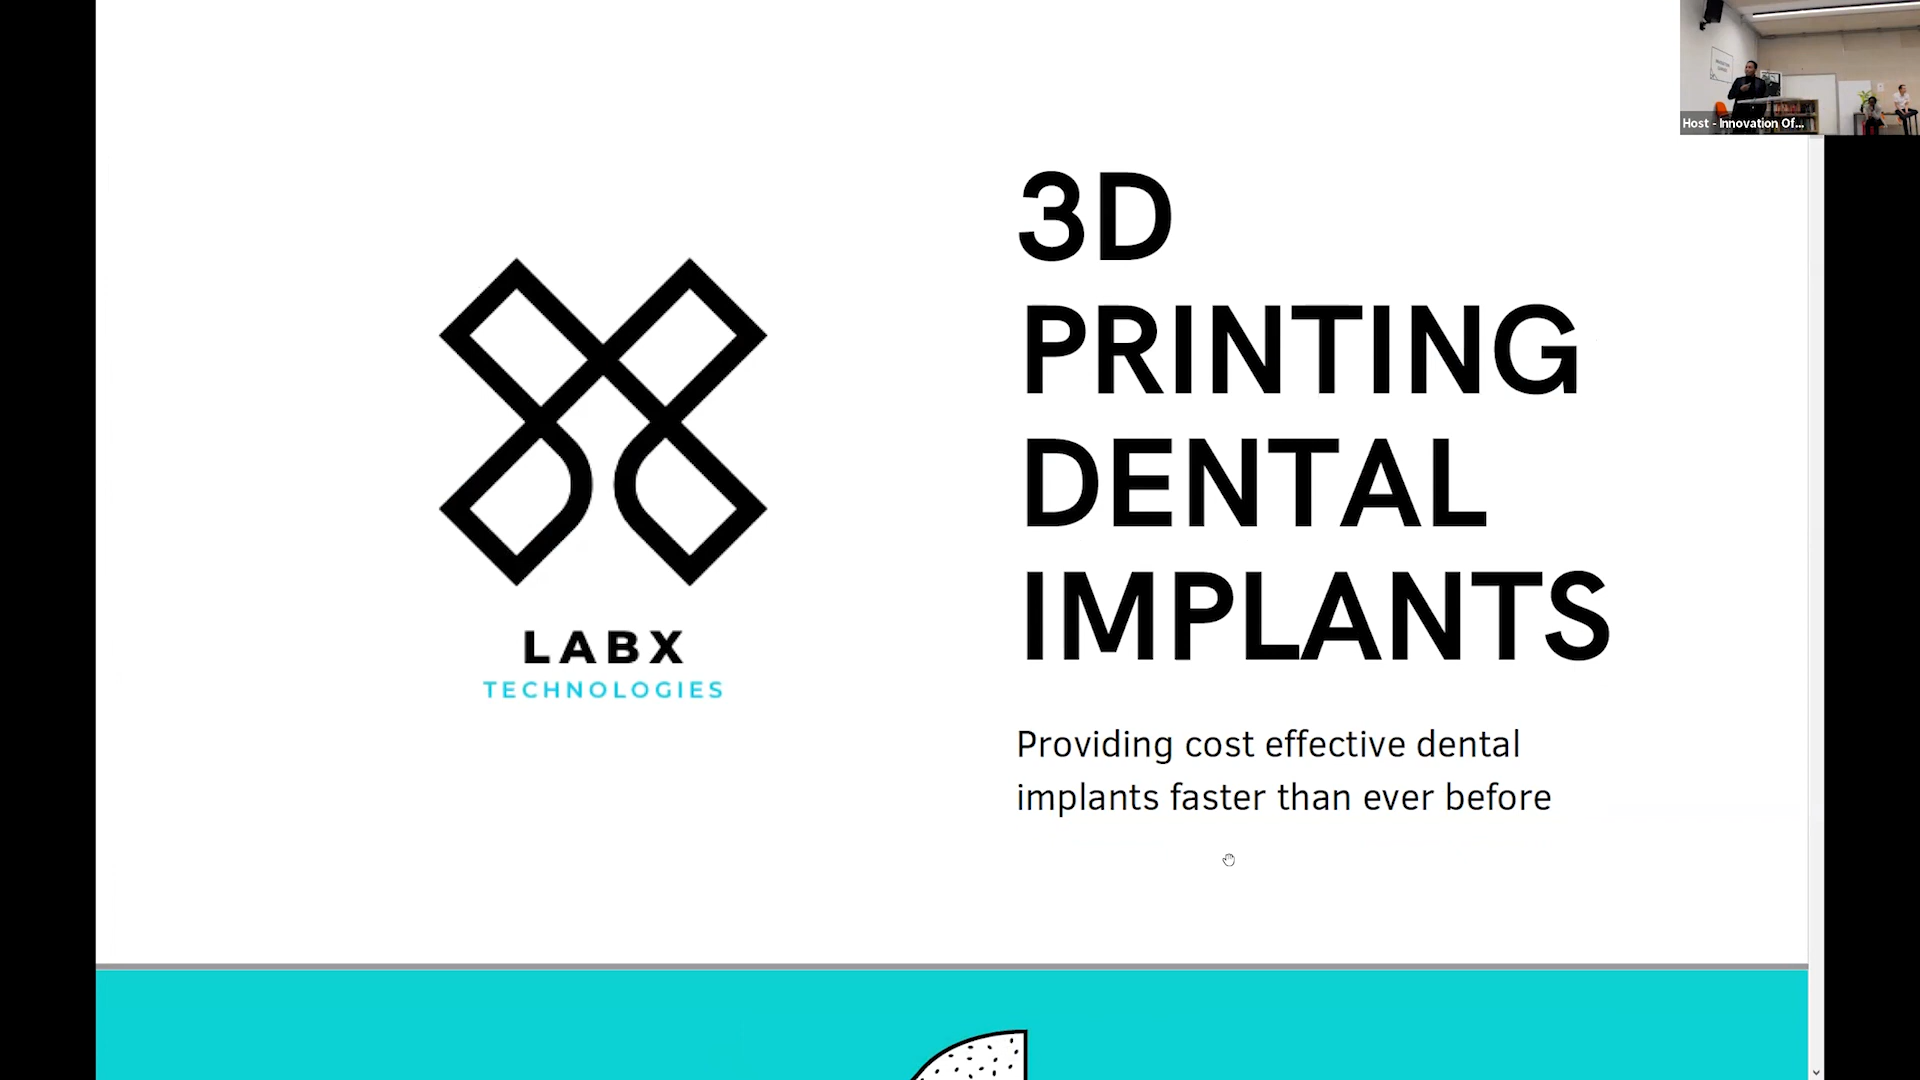 Host - Innovation Of...
3D
PRINTING
DENTAL
IMPLANTS
LABX
TECHNOLOGIES
Providing cost effective dental
implants faster than ever before